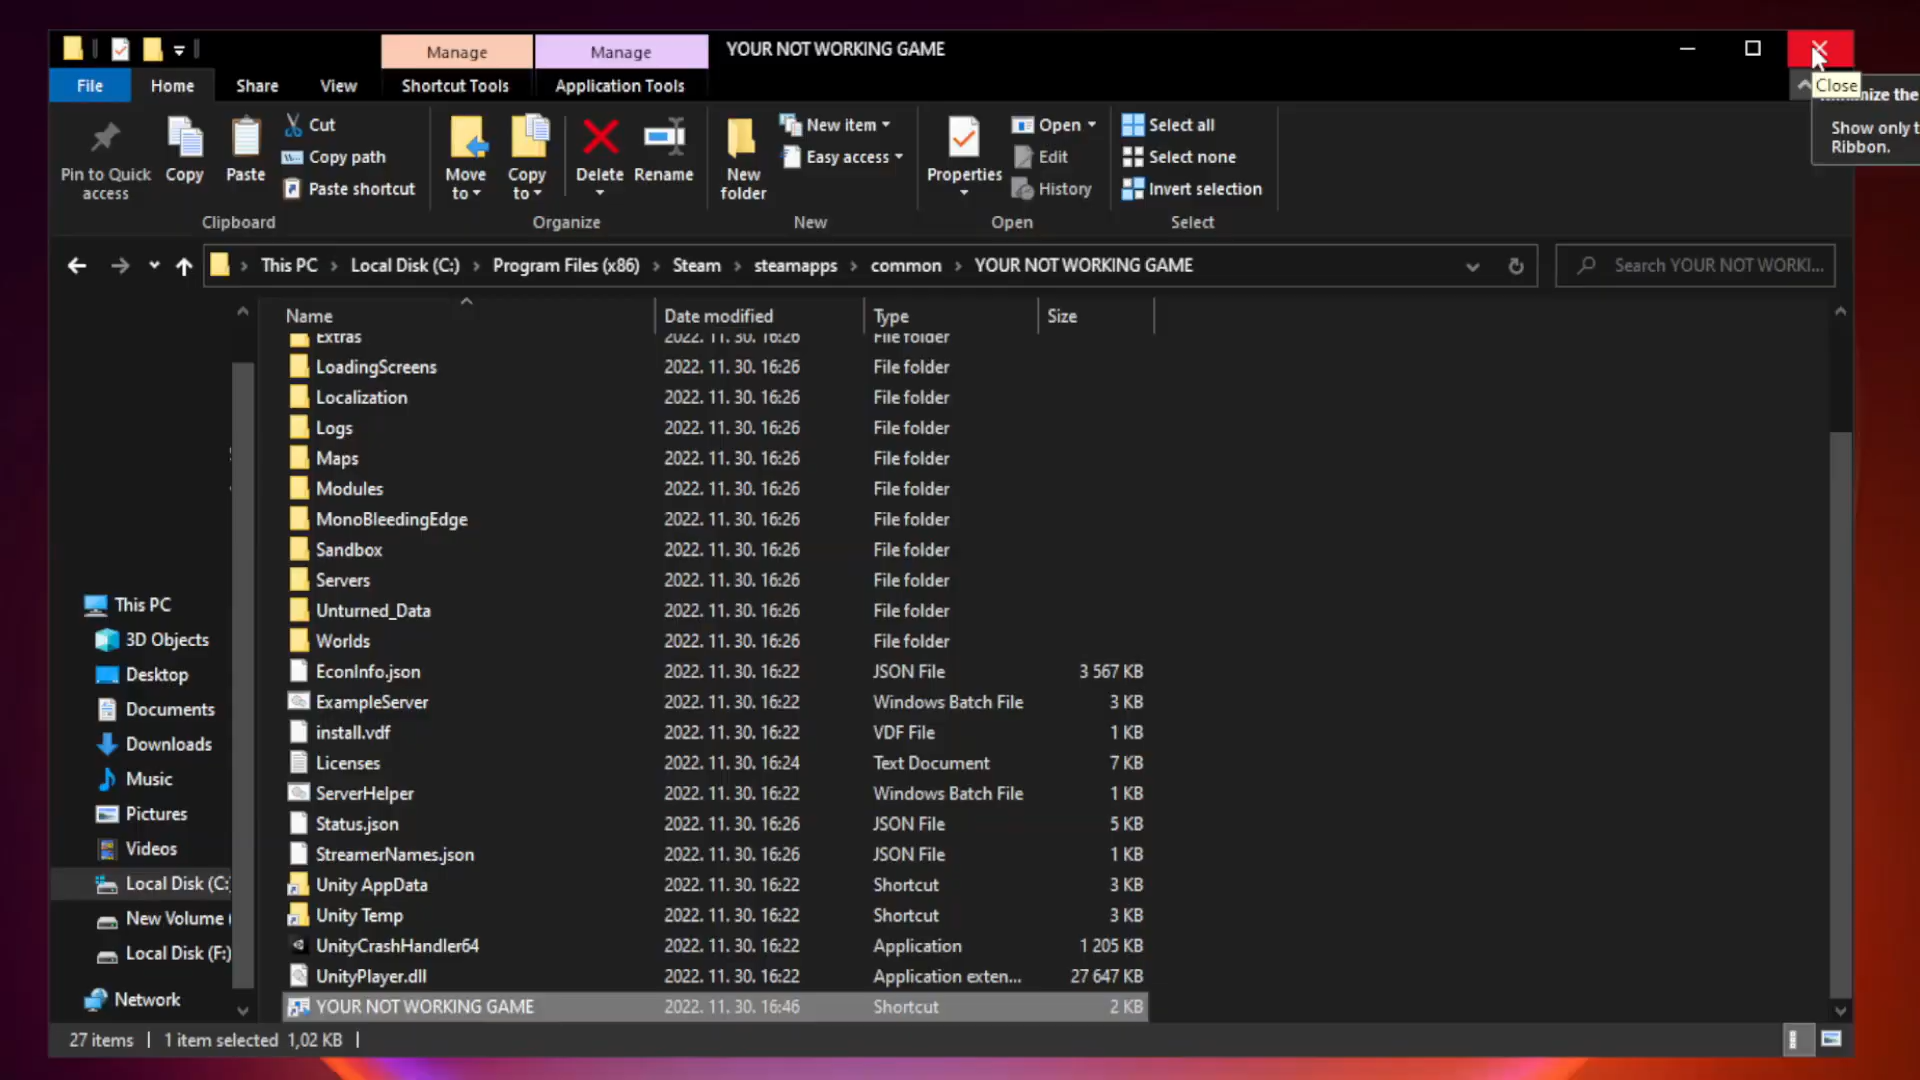 Manage
Manage
YOUR NOT WORKING GAME
File
Home
Share
View
Shortcut Tools
Application Tools
Close
Show only t
Ribbon.
Pin to Quick
access
Copy
Paste
Cut
Copy path
Paste shortcut
Clipboard
Move
to
Copy
to
Delete
Rename
Organize
New
folder
New item
Easy access
New
Properties
Open
Edit
History
Open
Select all
Select none
Invert selection
Select
This PC
Local Disk (C:)
Program Files (x86)
Steam
steamapps
common
YOUR NOT WORKING GAME
Search YOUR NOT WORKI...
Name Date modified Type Size
Extras 2022. 11. 30. 16:26 File folder
LoadingScreens 2022. 11. 30. 16:26 File folder
Localization 2022. 11. 30. 16:26 File folder
Logs 2022. 11. 30. 16:26 File folder
Maps 2022. 11. 30. 16:26 File folder
Modules 2022. 11. 30. 16:26 File folder
MonoBleedingEdge 2022. 11. 30. 16:26 File folder
Sandbox 2022. 11. 30. 16:26 File folder
Servers 2022. 11. 30. 16:26 File folder
Unturned_Data 2022. 11. 30. 16:26 File folder
Worlds 2022. 11. 30. 16:26 File folder
EconInfo.json 2022. 11. 30. 16:22 JSON File 3 567 KB
ExampleServer 2022. 11. 30. 16:22 Windows Batch File 3 KB
install.vdf 2022. 11. 30. 16:22 VDF File 1 KB
Licenses 2022. 11. 30. 16:24 Text Document 7 KB
ServerHelper 2022. 11. 30. 16:22 Windows Batch File 1 KB
Status.json 2022. 11. 30. 16:26 JSON File 5 KB
StreamerNames.json 2022. 11. 30. 16:26 JSON File 1 KB
Unity AppData 2022. 11. 30. 16:22 Shortcut 3 KB
Unity Temp 2022. 11. 30. 16:22 Shortcut 3 KB
UnityCrashHandler64 2022. 11. 30. 16:22 Application 1 205 KB
UnityPlayer.dll 2022. 11. 30. 16:22 Application exten... 27 647 KB
YOUR NOT WORKING GAME 2022. 11. 30. 16:46 Shortcut 2 KB
This PC
3D Objects
Desktop
Documents
Downloads
Music
Pictures
Videos
Local Disk (C:
New Volume (
Local Disk (F:)
Network
27 items
1 item selected 1,02 KB